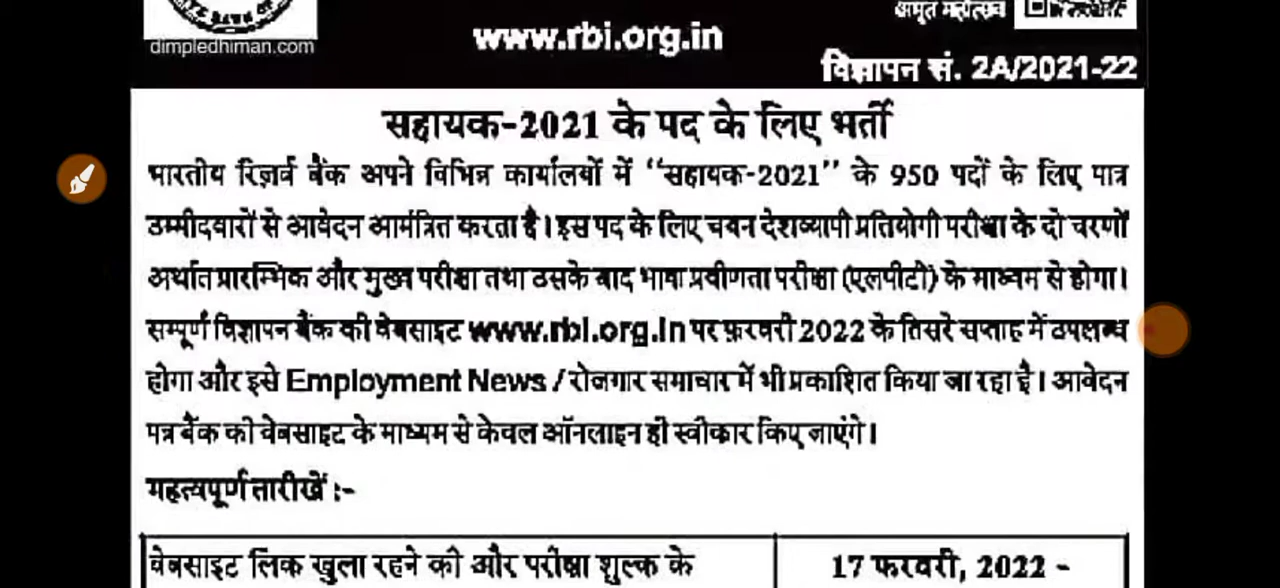 BANK OF
dimpledhiman.com
www.rbi.org.in
अमृत महोत्सव
विज्ञापन सं. 2A/2021-22
सहायक-2021 के पद के लिए भर्ती
भारतीय रिज़र्व बैंक अपने विभिन्न कार्यालयों में “सहायक-2021” के 950 पदों के लिए पात्र
उम्मीदवारों से आवेदन आमंत्रित करता है। इस पद के लिए चयन देशव्यापी प्रतियोगी परीक्षा के दो चरणों
अर्थात प्रारम्भिक और मुख्य परीक्षा तथा उसके बाद भाषा प्रवीणता परीक्षा (एलपीटी) के माध्यम से होगा।
सम्पूर्ण विज्ञापन बैंक की वेबसाइट www.rbi.org.in पर फ़रवरी 2022 के तिसरे सप्ताह में उपलब्ध
होगा और इसे Employment News / रोजगार समाचार में भी प्रकाशित किया जा रहा है। आवेदन
पत्र बैंक की वेबसाइट के माध्यम से केवल ऑनलाइन ही स्वीकार किए जाएंगे।
महत्वपूर्ण तारीखें :-
वेबसाइट लिंक खुला रहने की और परीक्षा शुल्क के
17 फरवरी, 2022 -